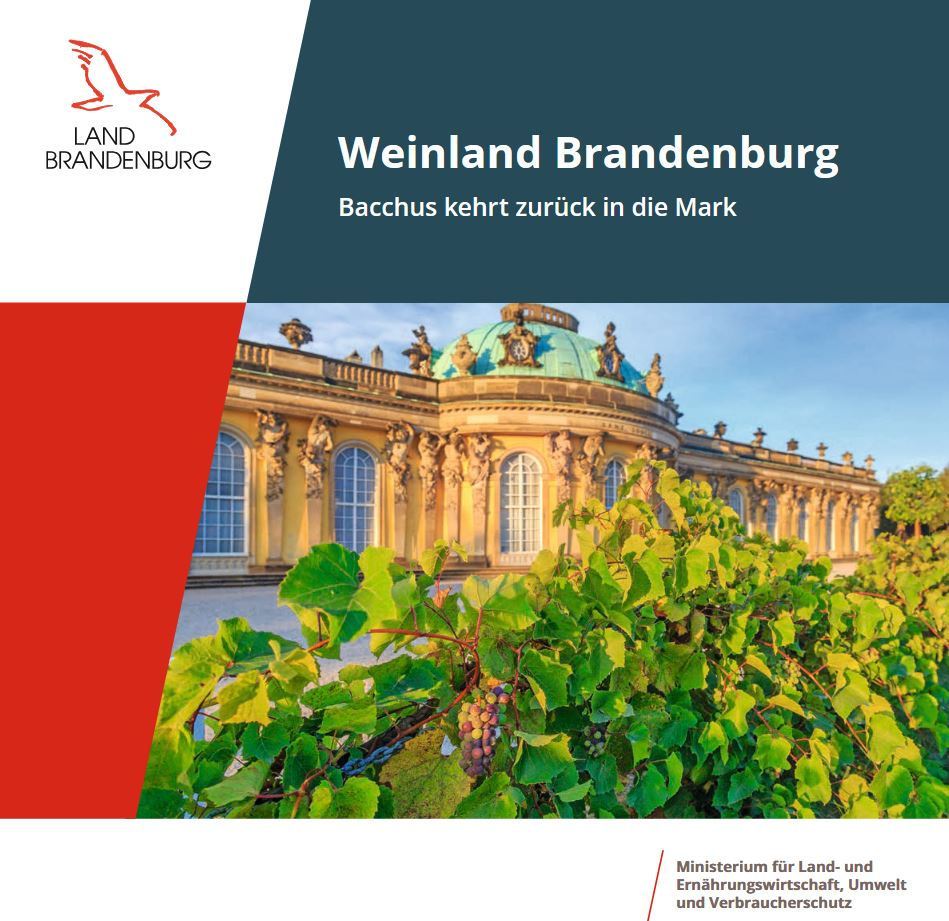 LAND
BRANDENBURG
Weinland Brandenburg
Bacchus kehrt zurück in die Mark
Ministerium für Land- und
Ernährungswirtschaft, Umwelt
und Verbraucherschutz